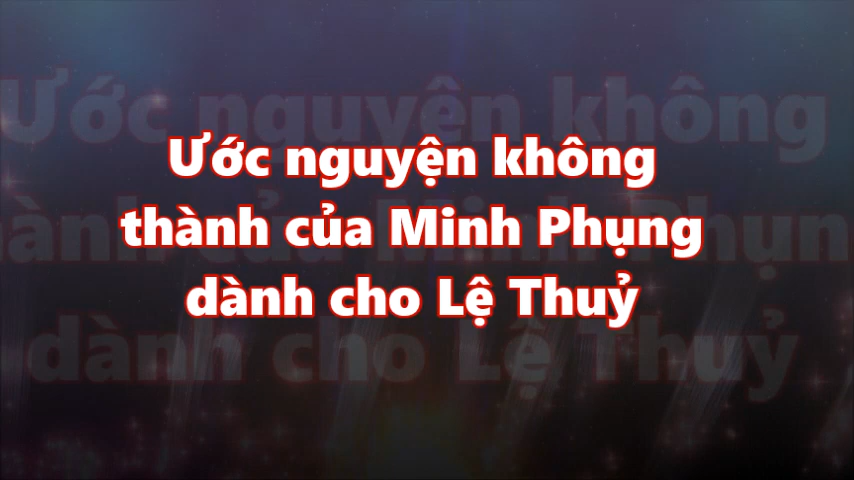 Ước nguyện không
thành của Minh Phụng
dành cho Lệ Thuỷ